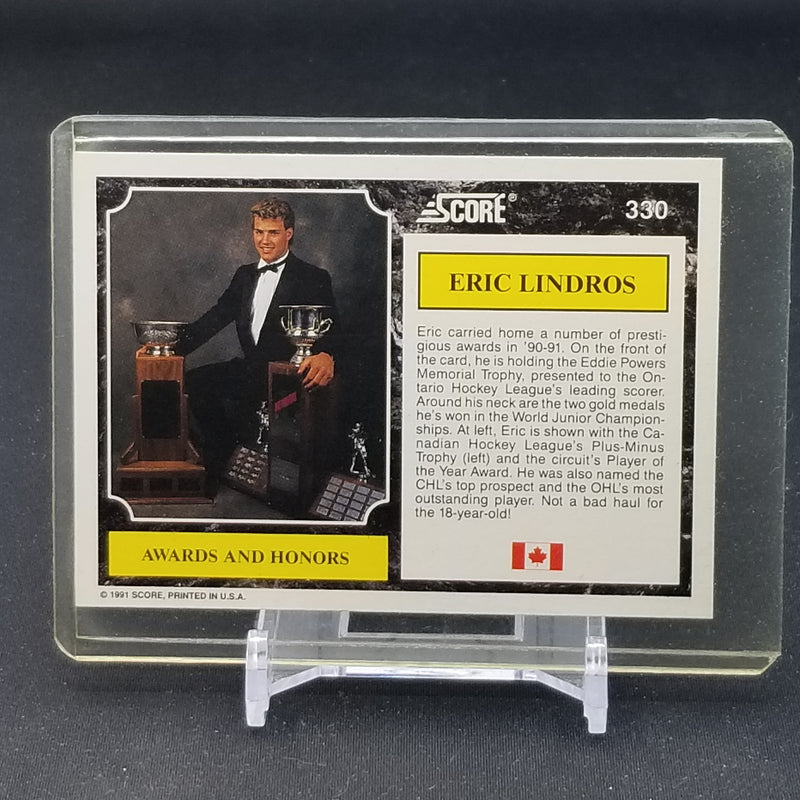 SCORE®
330
ERIC LINDROS
Eric carried home a number of presti-
gious awards in '90-91. On the front of
the card, he is holding the Eddie Powers
Memorial Trophy, presented to the On-
tario Hockey League's leading scorer.
Around his neck are the two gold medals
he's won in the World Junior Champion-
ships. At left, Eric is shown with the Ca-
nadian Hockey League's Plus-Minus
Trophy (left) and the circuit's Player of
the Year Award. He was also named the
CHL's top prospect and the OHL's most
outstanding player. Not a bad haul for
the 18-year-old!
AWARDS AND HONORS
© 1991 SCORE, PRINTED IN U.S.A.